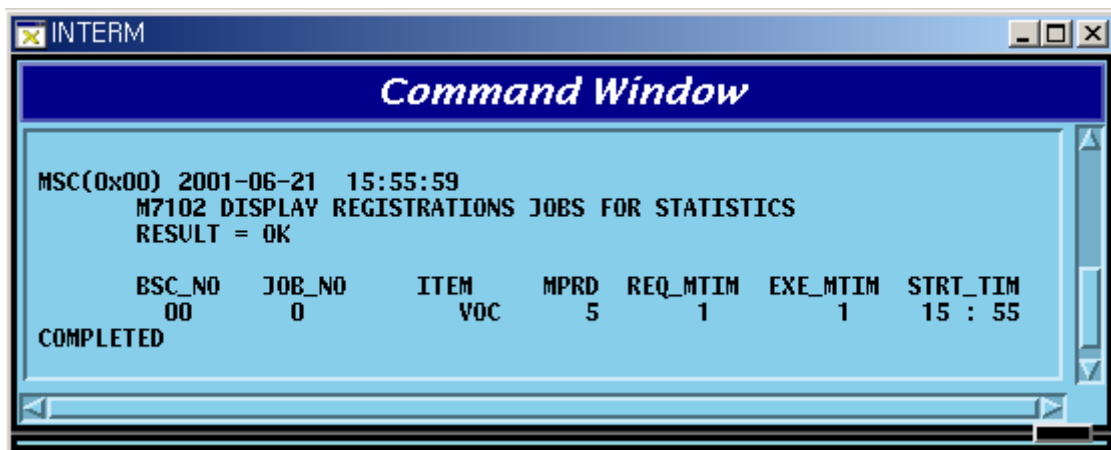 INTERM
Command Window
MSC(0x00) 2001-06-21 15:55:59
M7102 DISPLAY REGISTRATIONS JOBS FOR STATISTICS
RESULT = OK
BSC_NO JOB_NO ITEM MPRD REQ_MTIM EXE_MTIM STRT_TIM
00 0 VOC 5 1 1 15 : 55
COMPLETED